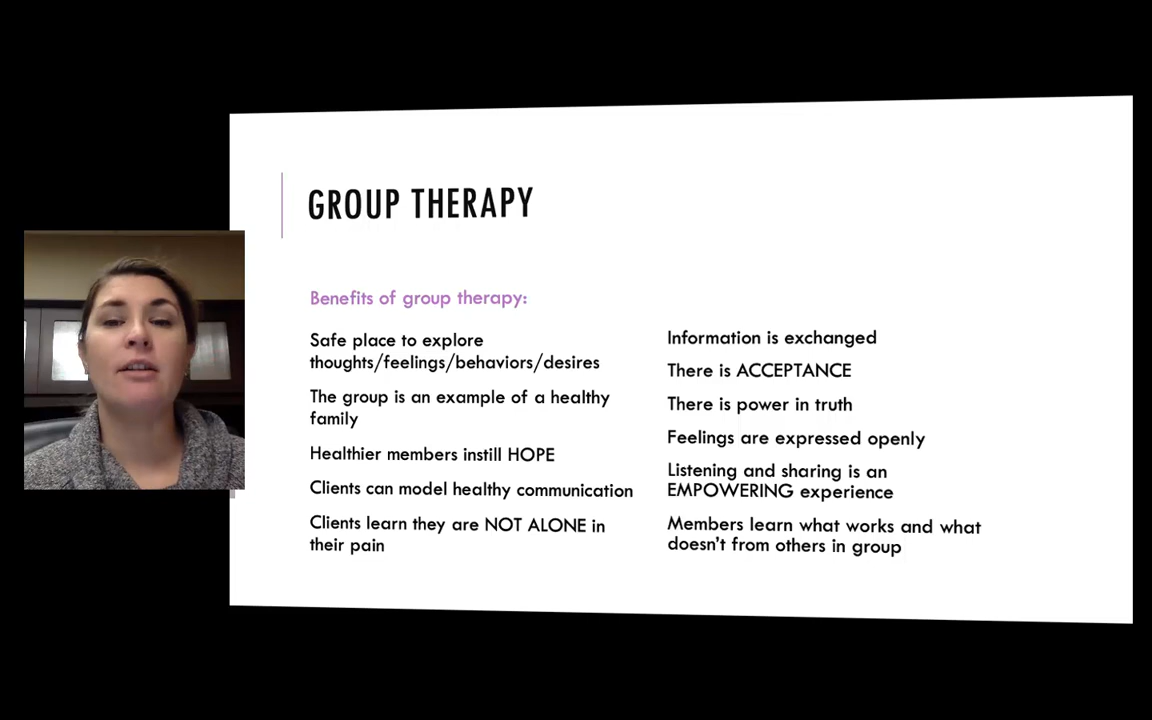 GROUP THERAPY
Benefits of group therapy:
Safe place to explore
thoughts/feelings/behaviors/desires
The group is an example of a healthy
family
Healthier members instill HOPE
Clients can model healthy communication
Clients learn they are NOT ALONE in
their pain
Information is exchanged
There is ACCEPTANCE
There is power in truth
Feelings are expressed openly
Listening and sharing is an
EMPOWERING experience
Members learn what works and what
doesn't from others in group